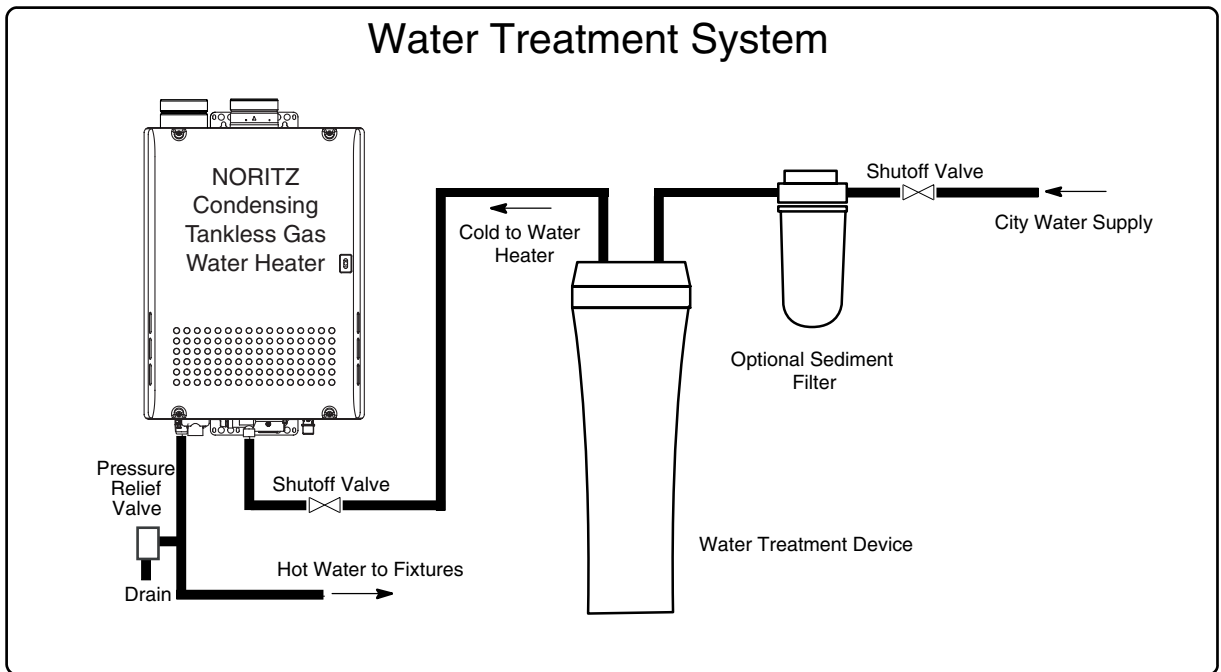 Water Treatment System
NORITZ
Condensing
Tankless Gas
Water Heater
Shutoff Valve
City Water Supply
Cold to Water
Heater
Optional Sediment
Filter
Pressure
Relief
Valve
Shutoff Valve
Water Treatment Device
Hot Water to Fixtures
Drain